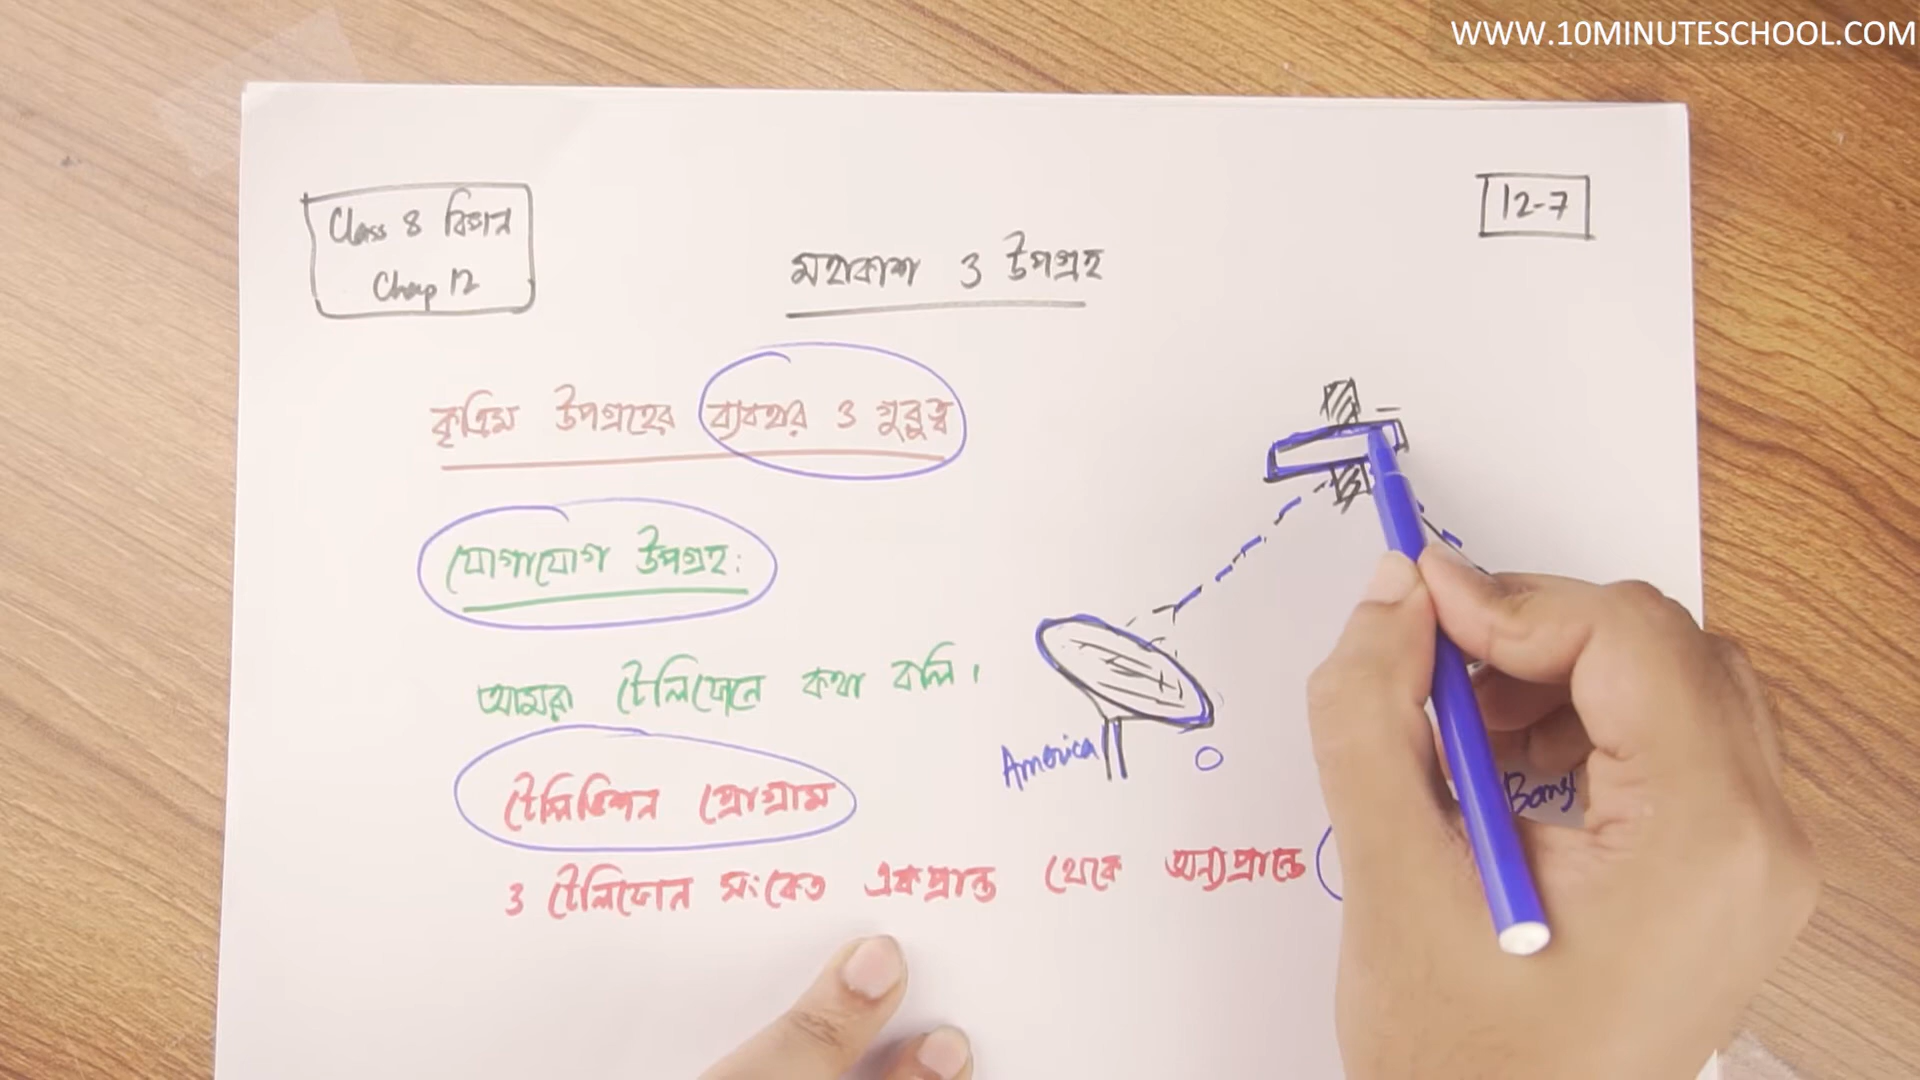 WWW.10MINUTESCHOOL.COM
Class 8 বিজ্ঞান
Chap 12
12-7
মহাকাশ ও উপগ্রহ
কৃত্রিম উপগ্রহের ব্যবহার ও গুরুত্ব
যোগাযোগ উপগ্রহ:
আমরা টেলিফোনে কথা বলি।
America
টেলিভিশন প্রোগ্রাম
ও টেলিফোন সংকেত একপ্রান্ত থেকে অন্যপ্রান্তে